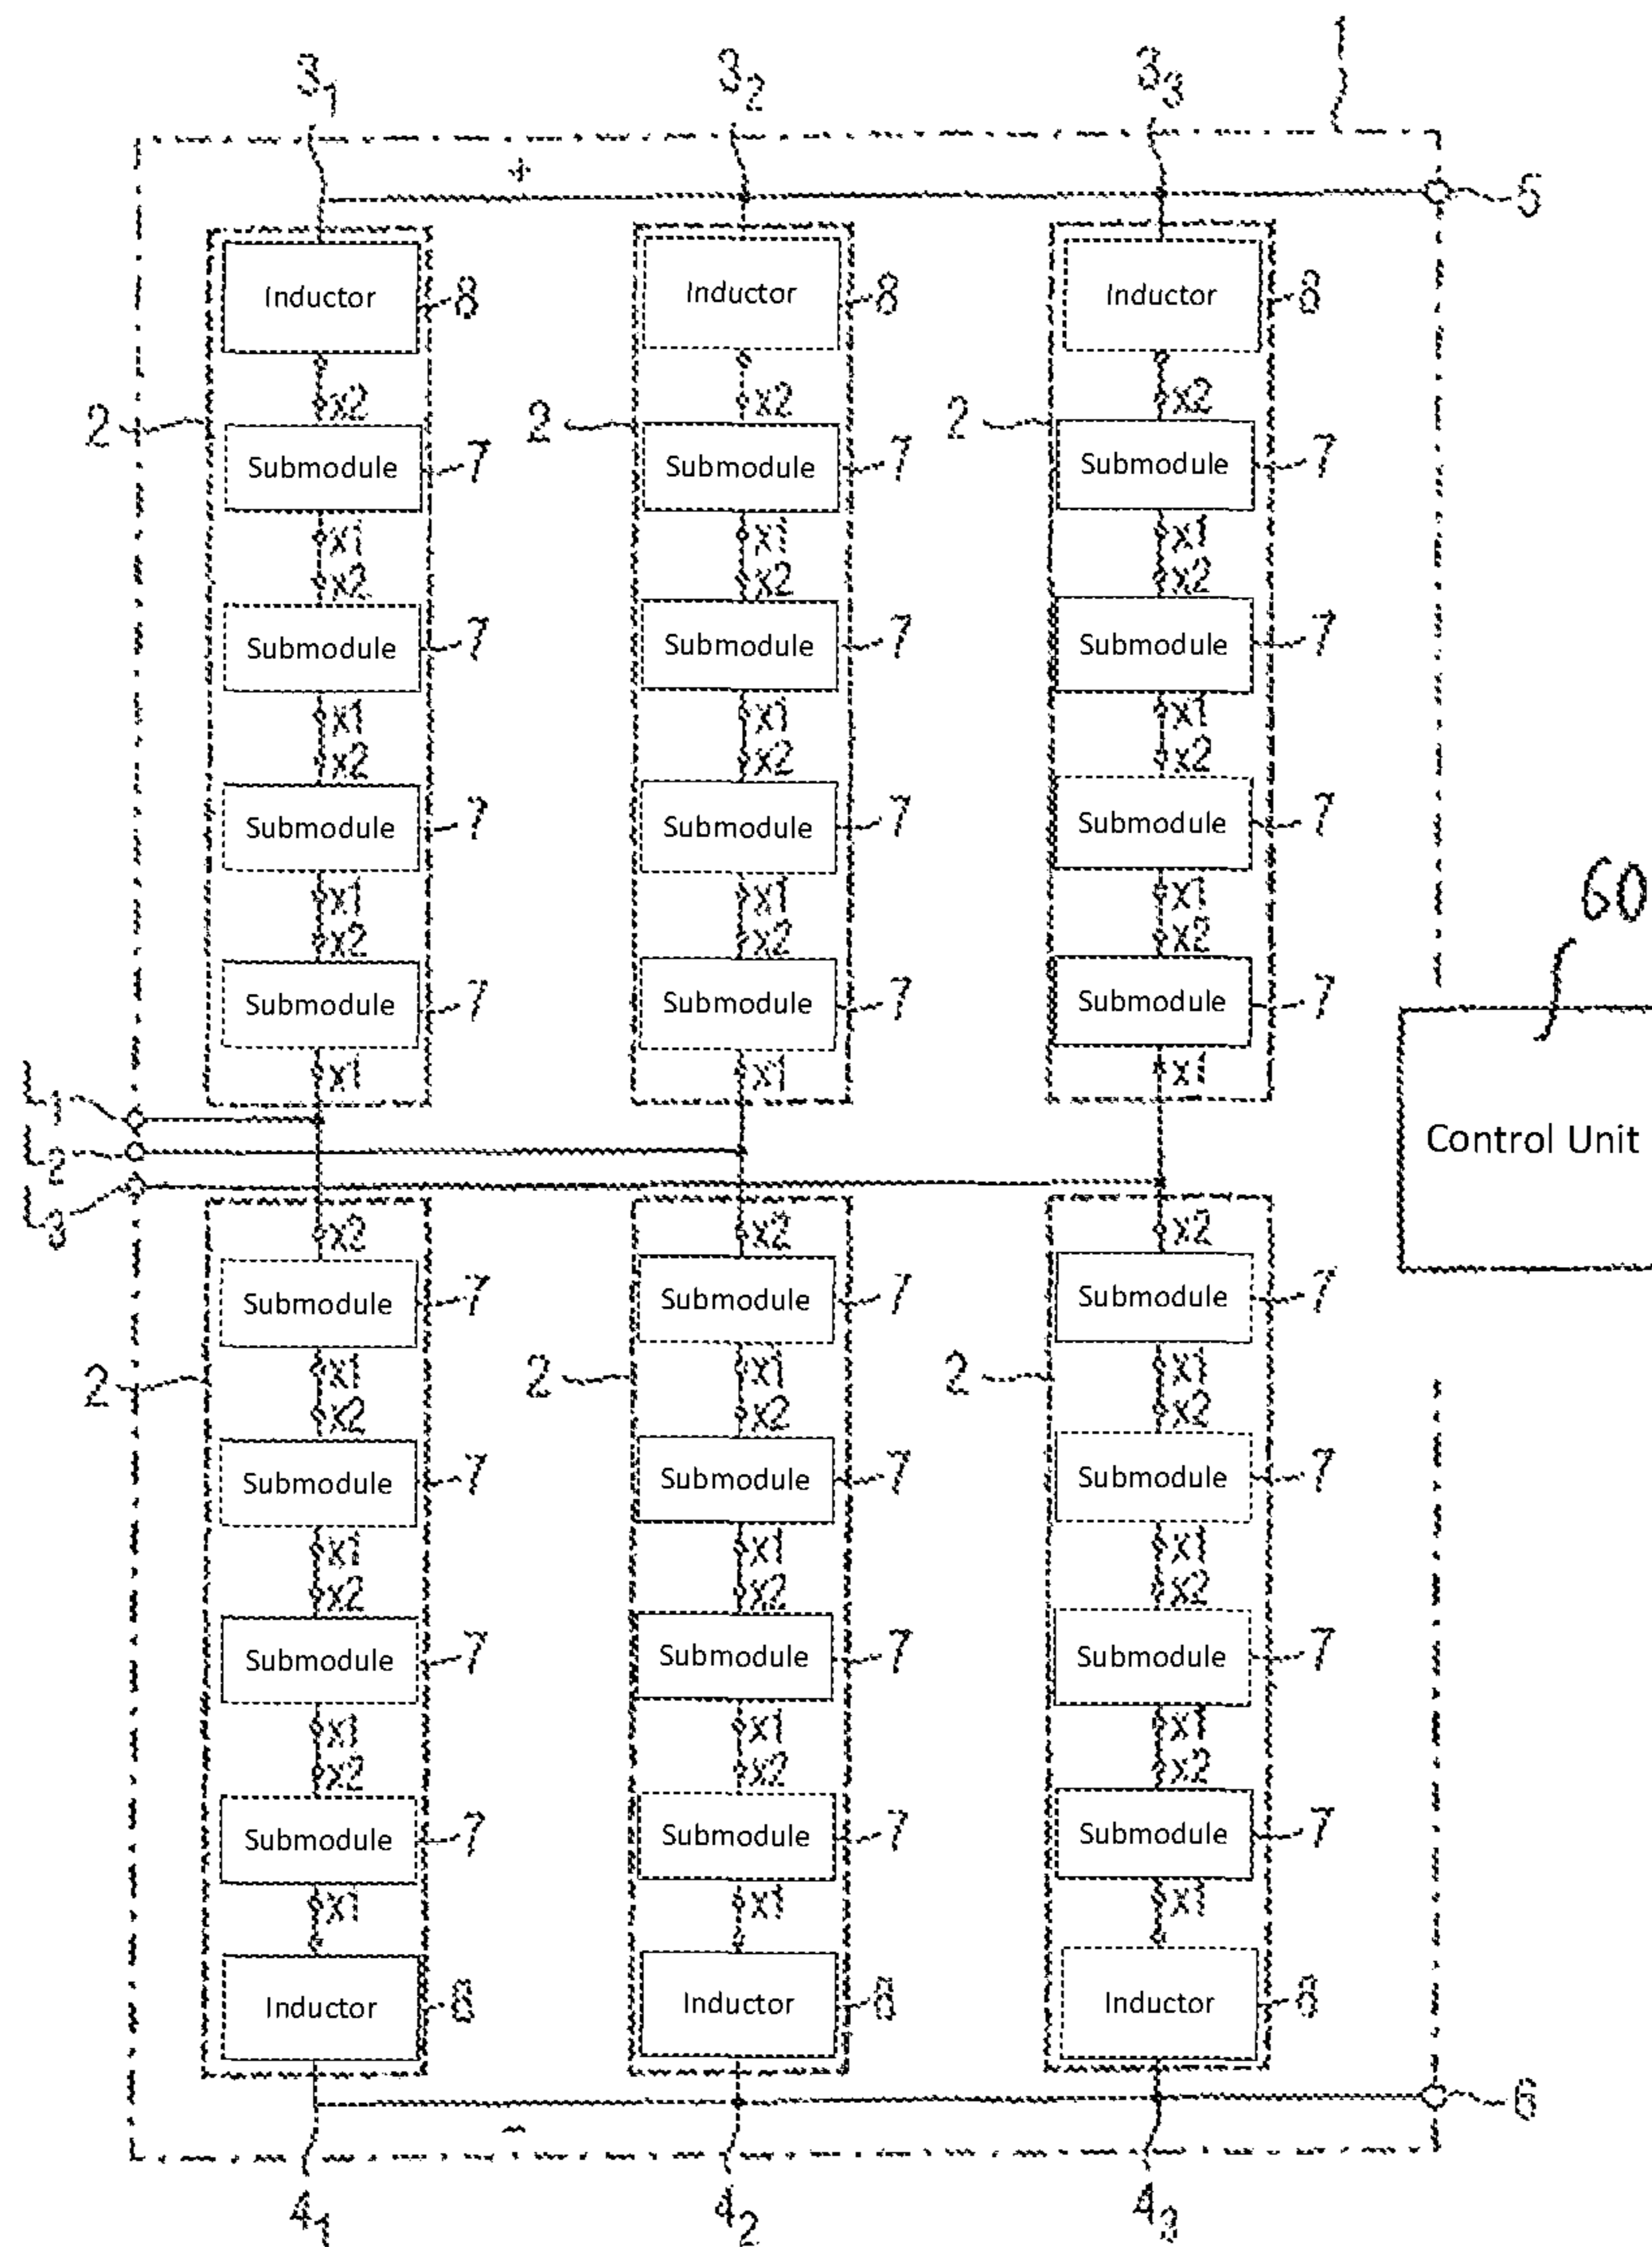 1
3₁ 3₂ 3₃
+
5
Inductor 8 Inductor 8 Inductor 8
x2 x2 x2
2 2 2
Submodule 7 Submodule 7 Submodule 7
x1 x1 x1
x2 x2 x2
Submodule 7 Submodule 7 Submodule 7
x1 x1 x1
x2 x2 x2
Submodule 7 Submodule 7 Submodule 7
60
x1 x1 x1
x2 x2 x2
Submodule 7 Submodule 7 Submodule 7
x1 x1 x1
L1
L2
Control Unit
L3
x2 x2 x2
Submodule 7 Submodule 7 Submodule 7
x1 x1 x1
2 2 2
x2 x2 x2
Submodule 7 Submodule 7 Submodule 7
x1 x1 x1
x2 x2 x2
Submodule 7 Submodule 7 Submodule 7
x1 x1 x1
x2 x2 x2
Submodule 7 Submodule 7 Submodule 7
x1 x1 x1
Inductor 8 Inductor 8 Inductor 8
6
-
4₁ 4₂ 4₃